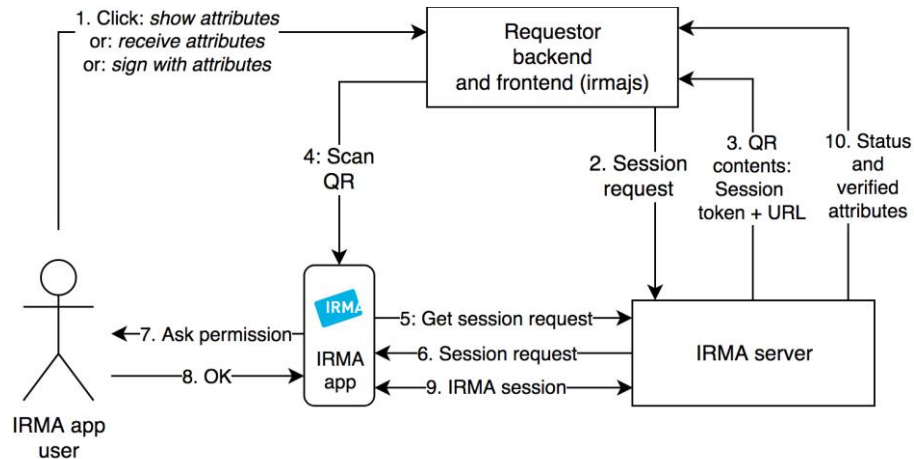 1. Click: show attributes
or: receive attributes
or: sign with attributes
Requestor
backend
and frontend (irmajs)
4: Scan
QR
2. Session
request
3. QR
contents:
Session
token + URL
10. Status
and
verified
attributes
IRMA
IRMA
app
5: Get session request
6. Session request
9. IRMA session
IRMA server
7. Ask permission
8. OK
IRMA app
user